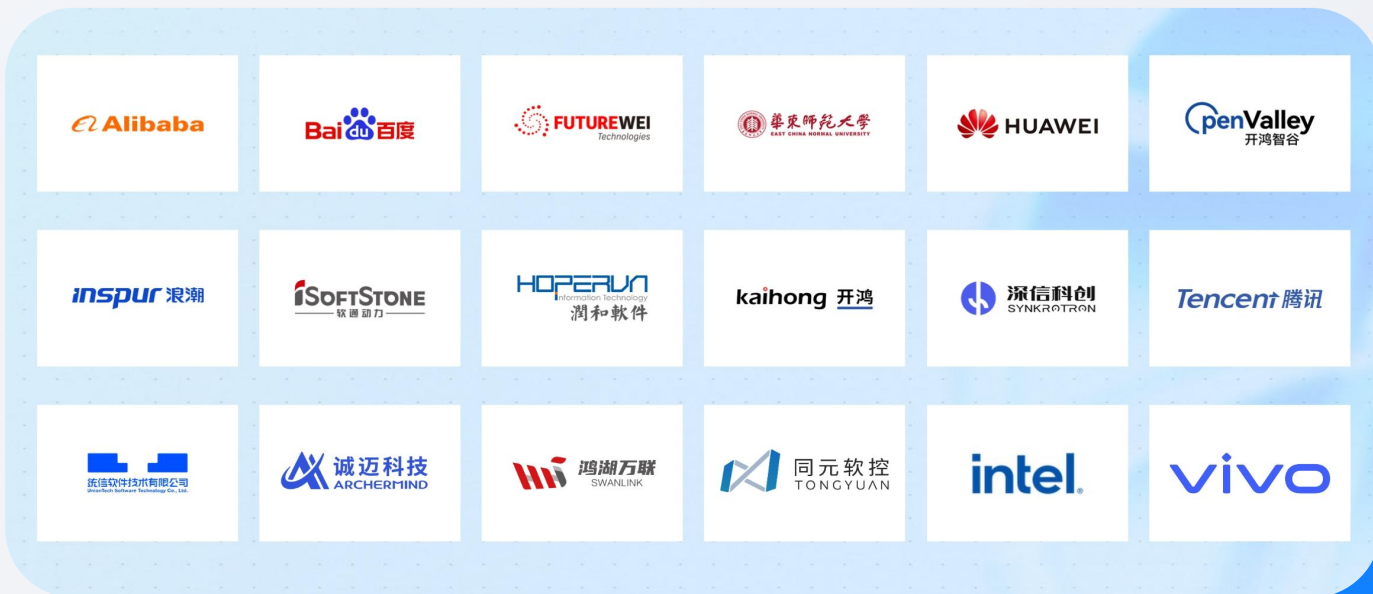 Alibaba
Bai du 百度
FUTUREWEI
Technologies
華東師范大學
EAST CHINA NORMAL UNIVERSITY
HUAWEI
OpenValley
开鸿智谷
inspur 浪潮
iSOFTSTONE
软通动力
HOPERUN
Information Technology
潤和軟件
kaihong 开鸿
深信科创
SYNKROTRON
Tencent 腾讯
统信软件技术有限公司
UnionTech Software Technology Co., Ltd.
诚迈科技
ARCHERMIND
鸿湖万联
SWANLINK
同元软控
TONGYUAN
intel®
vivo